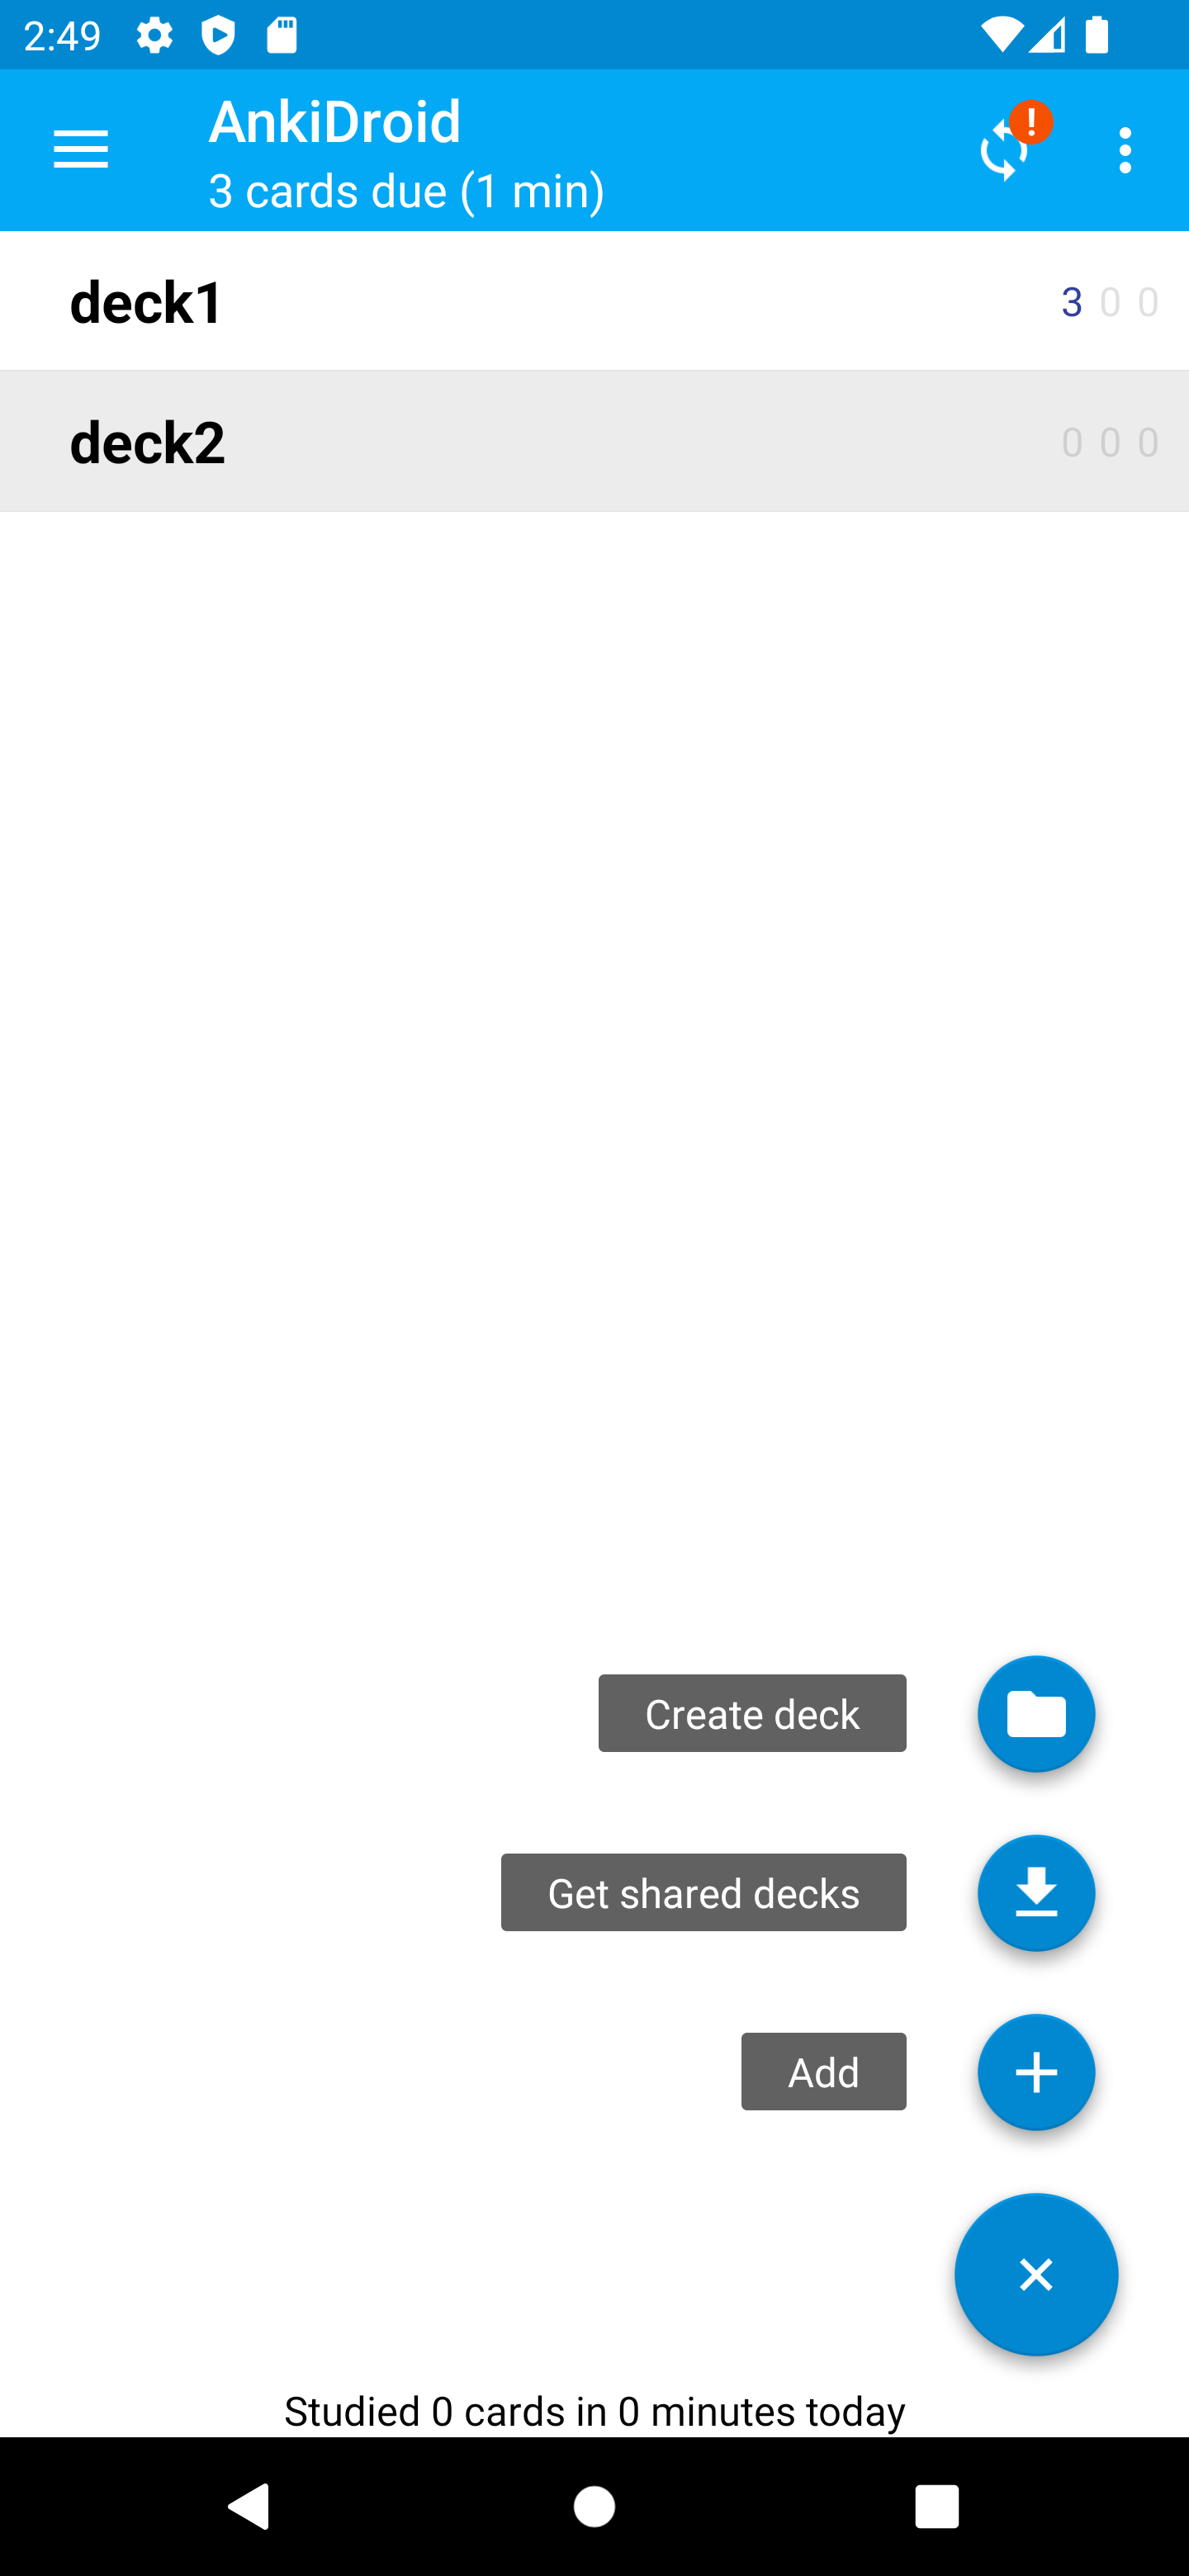 2:49
AnkiDroid
3 cards due (1 min)
deck1 3 0 0
deck2 0 0 0
Create deck
Get shared decks
Add
Studied 0 cards in 0 minutes today